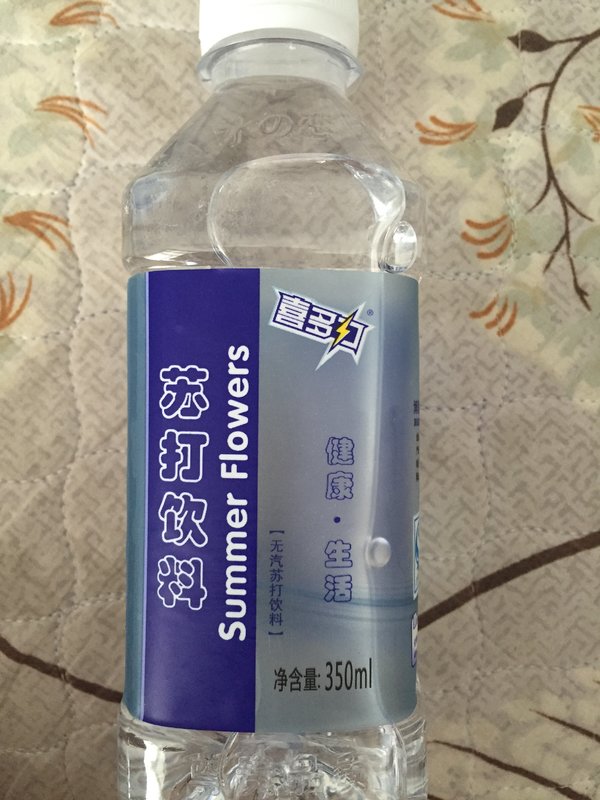 喜多力®
苏打饮料
Summer Flowers
健康·生活
【无汽苏打饮料】
净含量:350ml